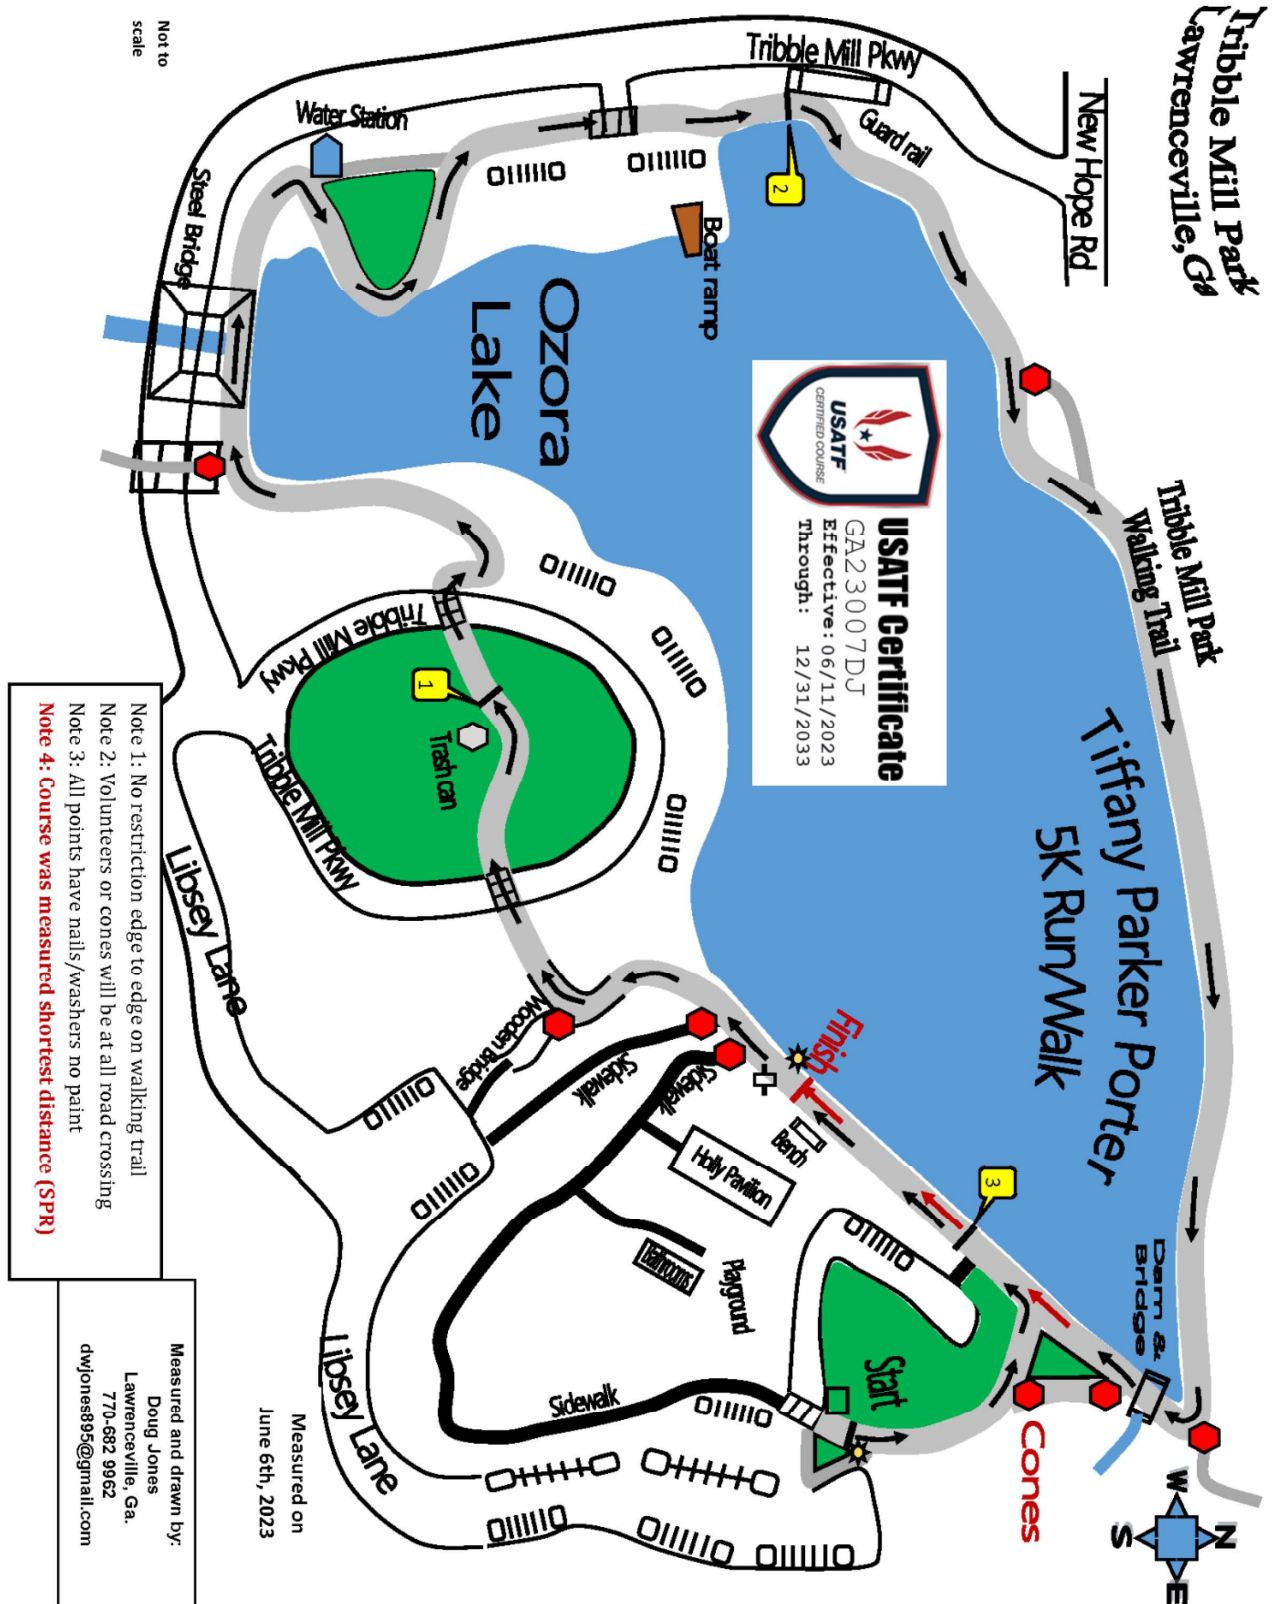 Tribble Mill Park
Lawrenceville, Ga
New Hope Rd
Tribble Mill Pkwy
Guard rail
2
Water Station
Not to
scale
Steel Bridge
Boat ramp
Ozora
Lake
USATF
CERTIFIED COURSE
USATF Certificate
GA23007DJ
Effective: 06/11/2023
Through: 12/31/2033
Tribble Mill Park
Walking Trail
Tiffany Parker Porter
5K Run/Walk
Tribble Mill Pkwy
1
Trash can
Tribble Mill Pkwy
Libsey Lane
Wooden Bridge
Sidewalk
Sidewalk
Finish
Bench
Holly Pavilion
Bathrooms
Playground
3
Dam &
Bridge
Start
Cones
Sidewalk
Libsey Lane
N
W
E
S
Measured on
June 6th, 2023
Note 1: No restriction edge to edge on walking trail
Note 2: Volunteers or cones will be at all road crossing
Note 3: All points have nails/washers no paint
Note 4: Course was measured shortest distance (SPR)
Measured and drawn by:
Doug Jones
Lawrenceville, Ga.
770-682 9962
dwjones895@gmail.com